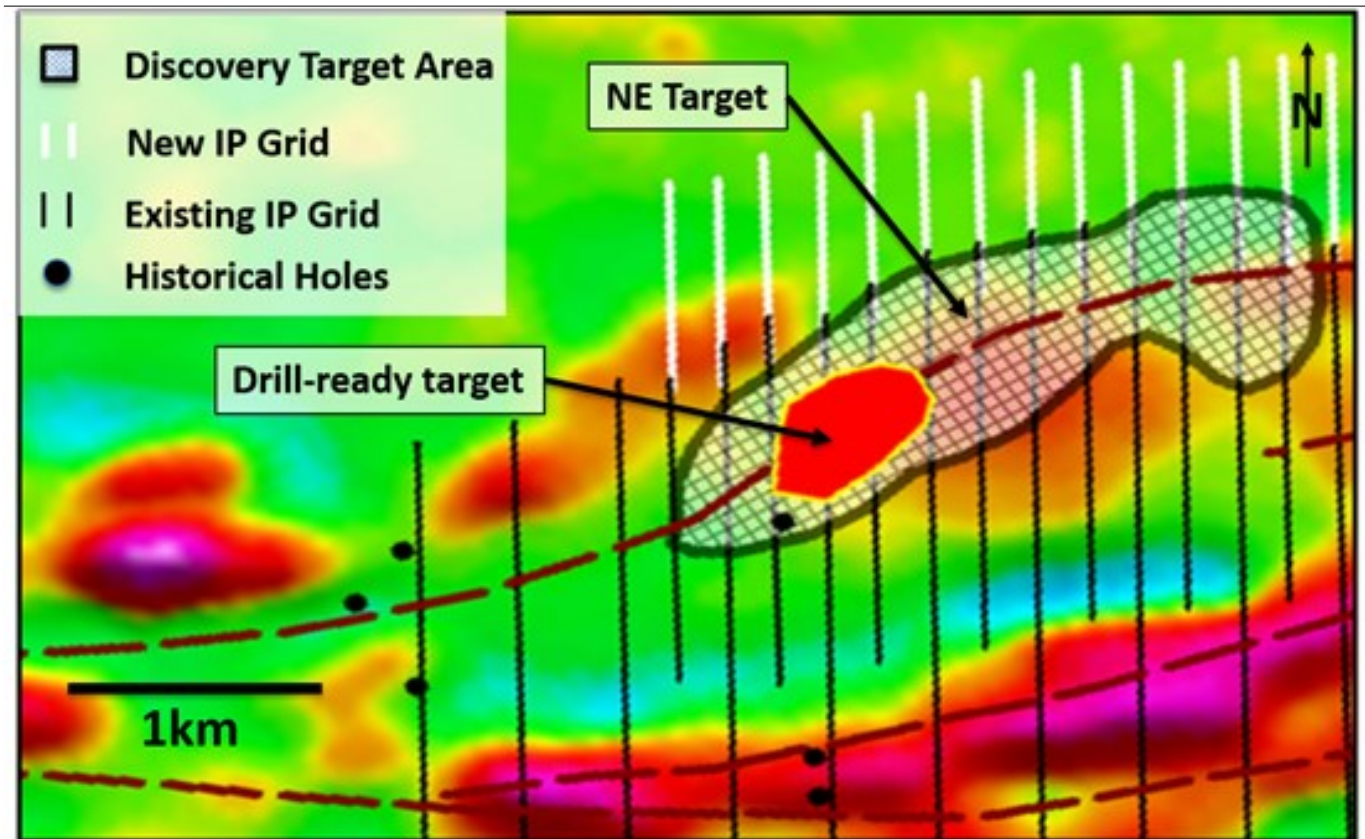 Discovery Target Area
New IP Grid
Existing IP Grid
Historical Holes
NE Target
N
Drill-ready target
1km